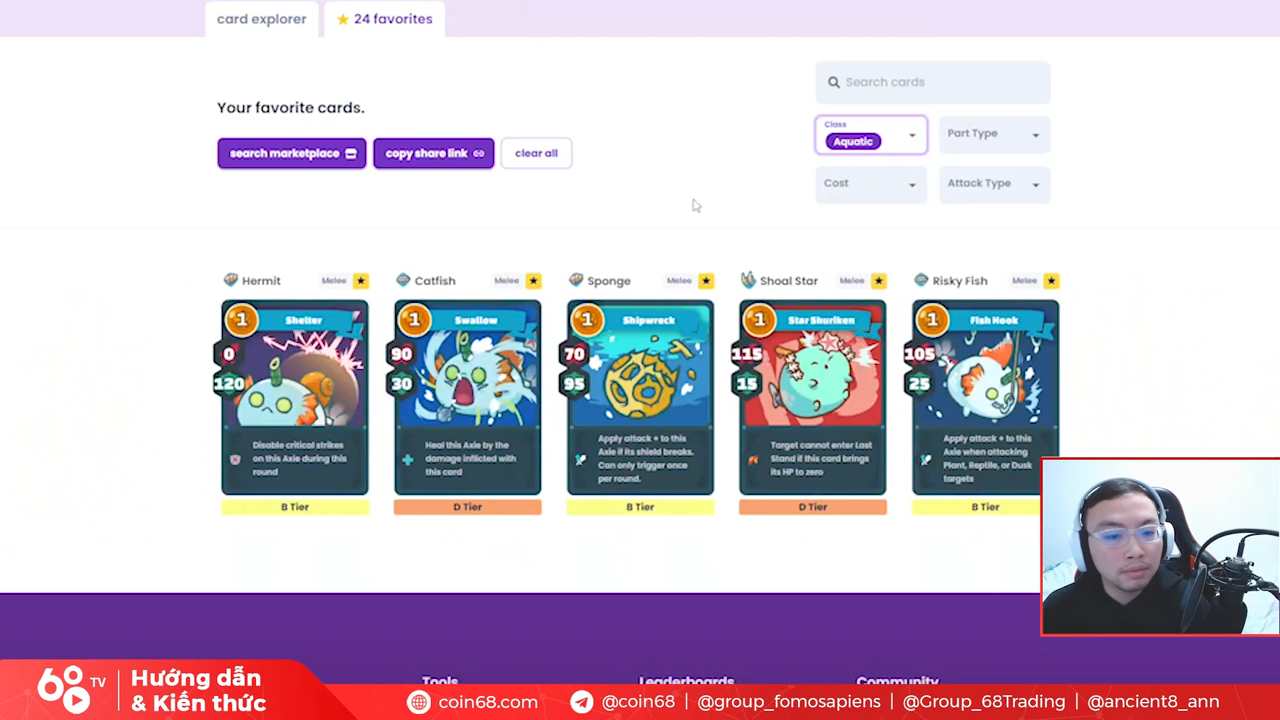 card explorer
24 favorites
Your favorite cards.
search marketplace
copy share link
clear all
Search cards
Class
Aquatic
Part Type
Cost
Attack Type
Hermit
Melee
1
Shelter
0
120
Disable critical strikes
on this Axie during this
round
B Tier
Catfish
Melee
1
Swallow
90
30
Heal this Axie by the
damage inflicted with
this card
D Tier
Sponge
Melee
1
Shipwreck
70
95
Apply attack + to this
Axie if its shield breaks.
Can only trigger once
per round.
B Tier
Shoal Star
Melee
1
Star Shuriken
115
15
Target cannot enter Last
Stand if this card brings
its HP to zero
D Tier
Risky Fish
Melee
1
Fish Hook
105
25
Apply attack + to this
Axie when attacking
Plant, Reptile, or Dusk
targets
B Tier
Tools
Leaderboards
Community
68 TV
Hướng dẫn
& Kiến thức
coin68.com
@coin68 | @group_fomosapiens | @Group_68Trading | @ancient8_ann